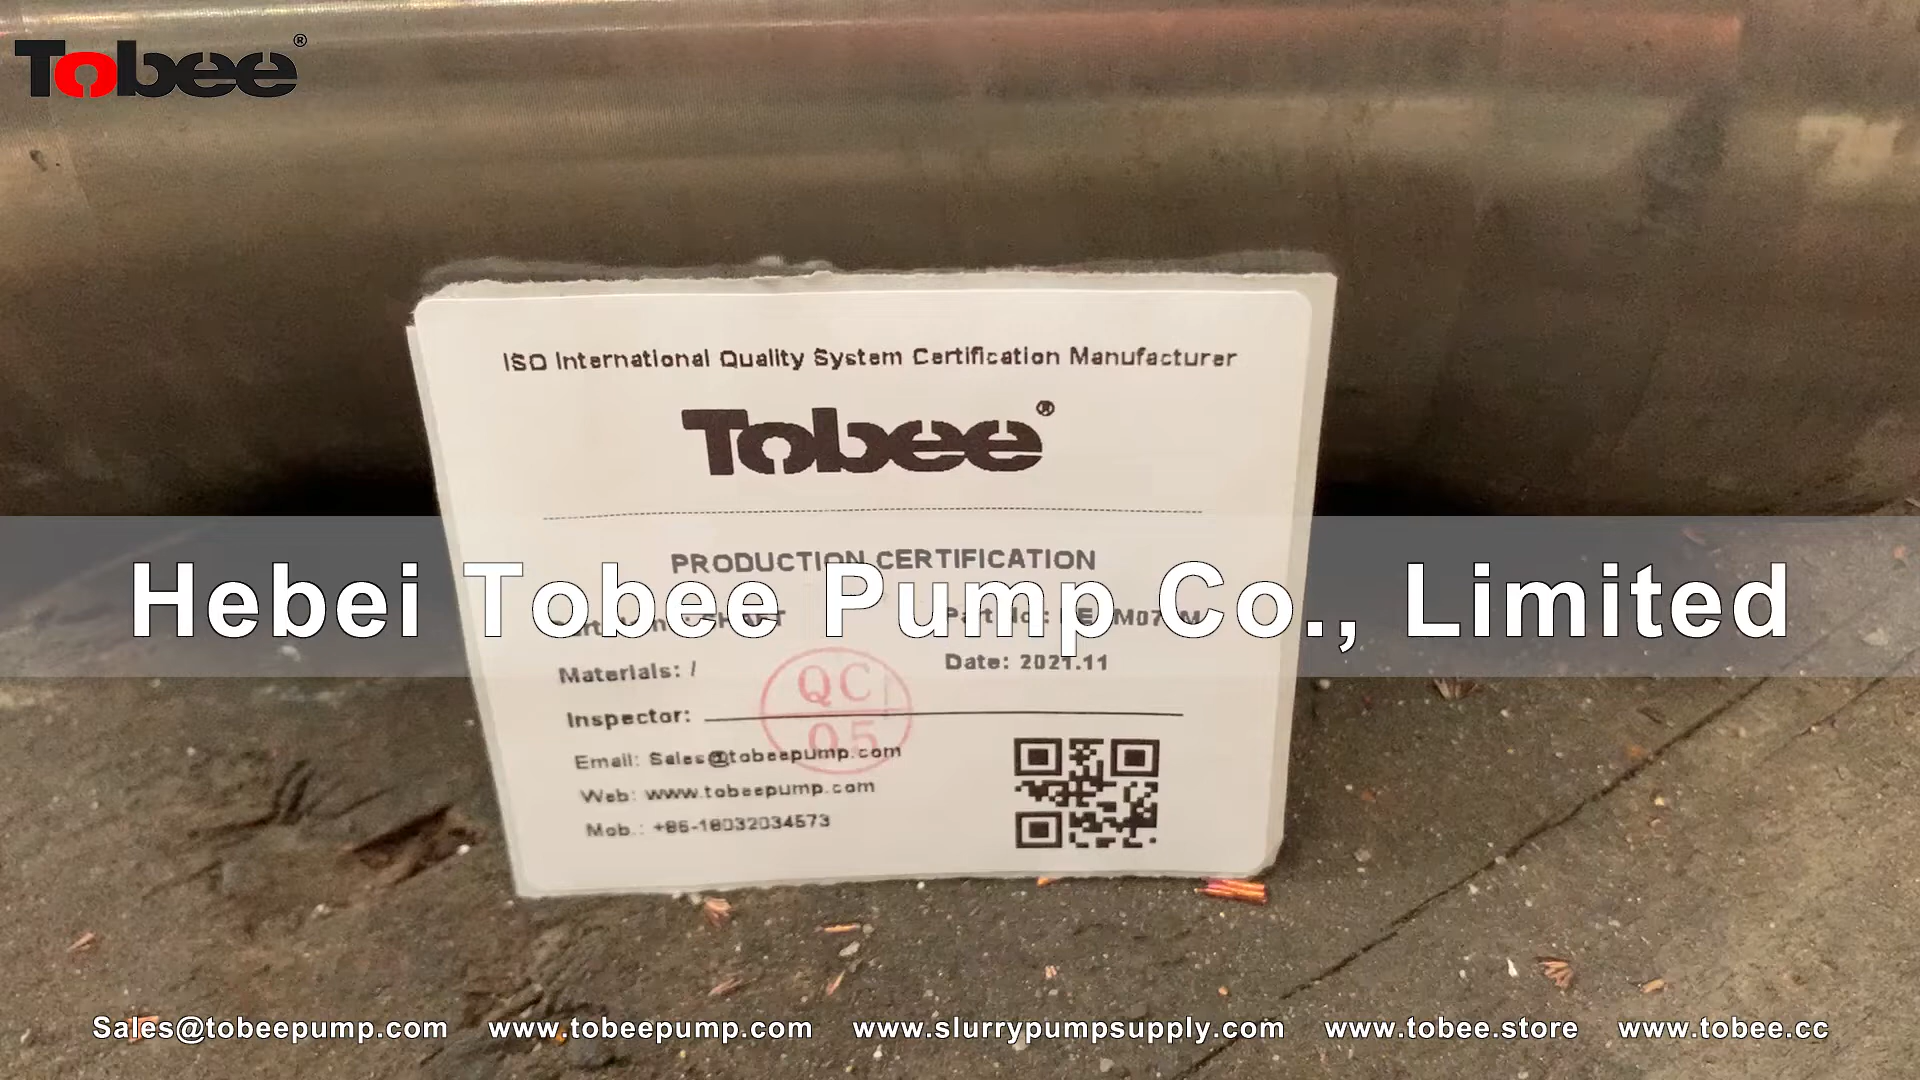 Tobee®
ISO International Quality System Certification Manufacturer
Tobee®
PRODUCTION CERTIFICATION
Hebei Tobee Pump Co., Limited
Materials: /
Date: 2021.11
QC
05
Inspector:
Email: Sales@tobeepump.com
Web: www.tobeepump.com
Mob.: +86-18032034573
Sales@tobeepump.com www.tobeepump.com www.slurrypumpsupply.com www.tobee.store www.tobee.cc